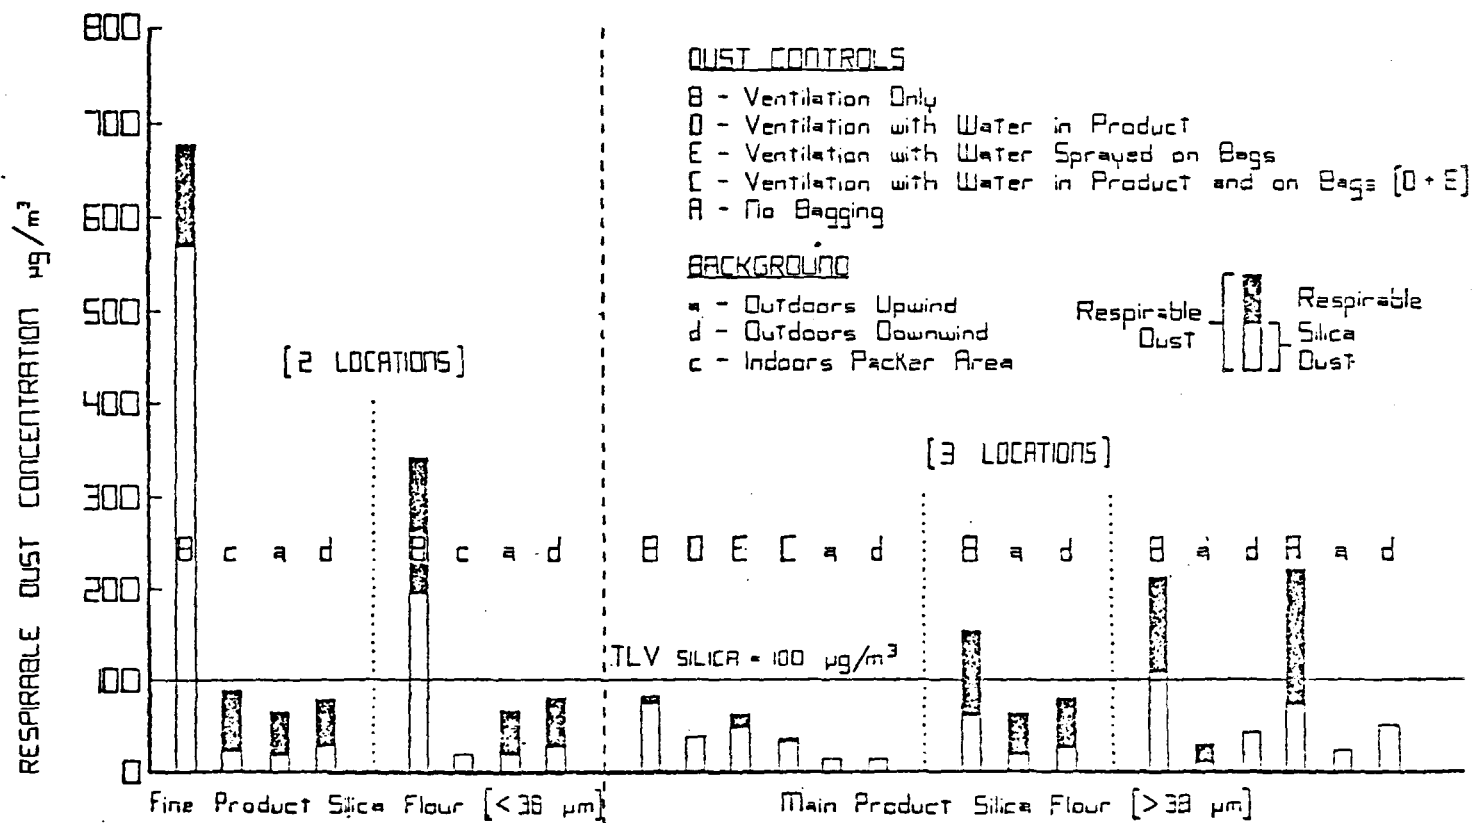 RESPIRABLE DUST CONCENTRATION µg/m³
800
700
600
500
400
300
200
100
0
DUST CONTROLS
B - Ventilation Only
D - Ventilation with Water in Product
E - Ventilation with Water Sprayed on Bags
C - Ventilation with Water in Product and on Bags [D + E]
A - No Bagging
BACKGROUND
a - Outdoors Upwind
d - Outdoors Downwind
c - Indoors Packer Area
Respirable Dust
Respirable Silica Dust
[2 LOCATIONS]
[3 LOCATIONS]
B c a d
c a d
B D E C a d
B a d
B a d A a d
TLV SILICA = 100 µg/m³
Fine Product Silica Flour [<38 µm]
Main Product Silica Flour [>38 µm]